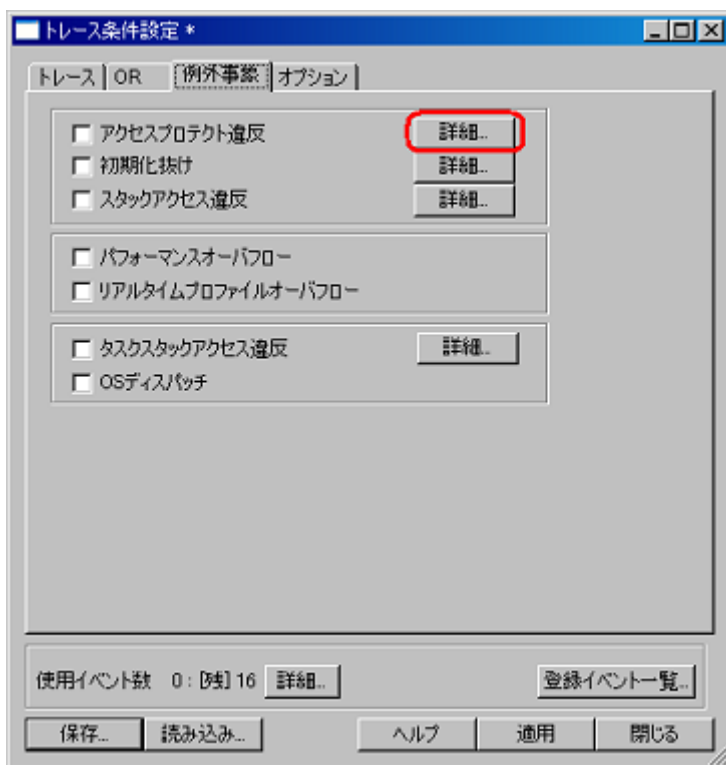 トレース条件設定 *
トレース OR 例外事象 オプション
アクセスプロテクト違反 詳細...
初期化抜け 詳細...
スタックアクセス違反 詳細...
パフォーマンスオーバフロー
リアルタイムプロファイルオーバフロー
タスクスタックアクセス違反 詳細...
OSディスパッチ
使用イベント数 0 : [残] 16 詳細... 登録イベント一覧...
保存... 読み込み... ヘルプ 適用 閉じる